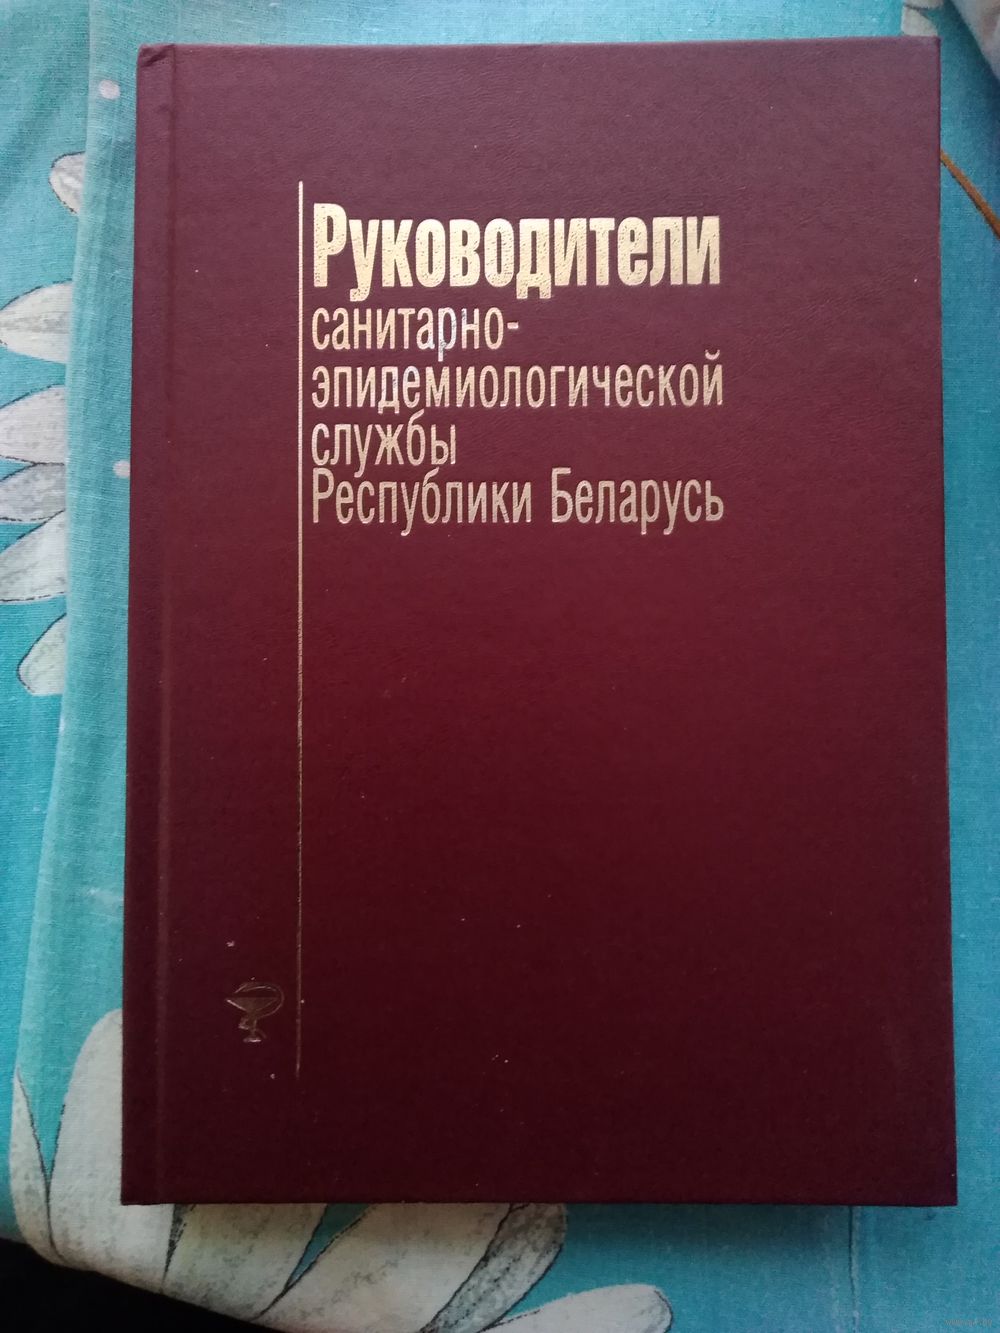 Руководители
санитарно-
эпидемиологической
службы
Республики Беларусь